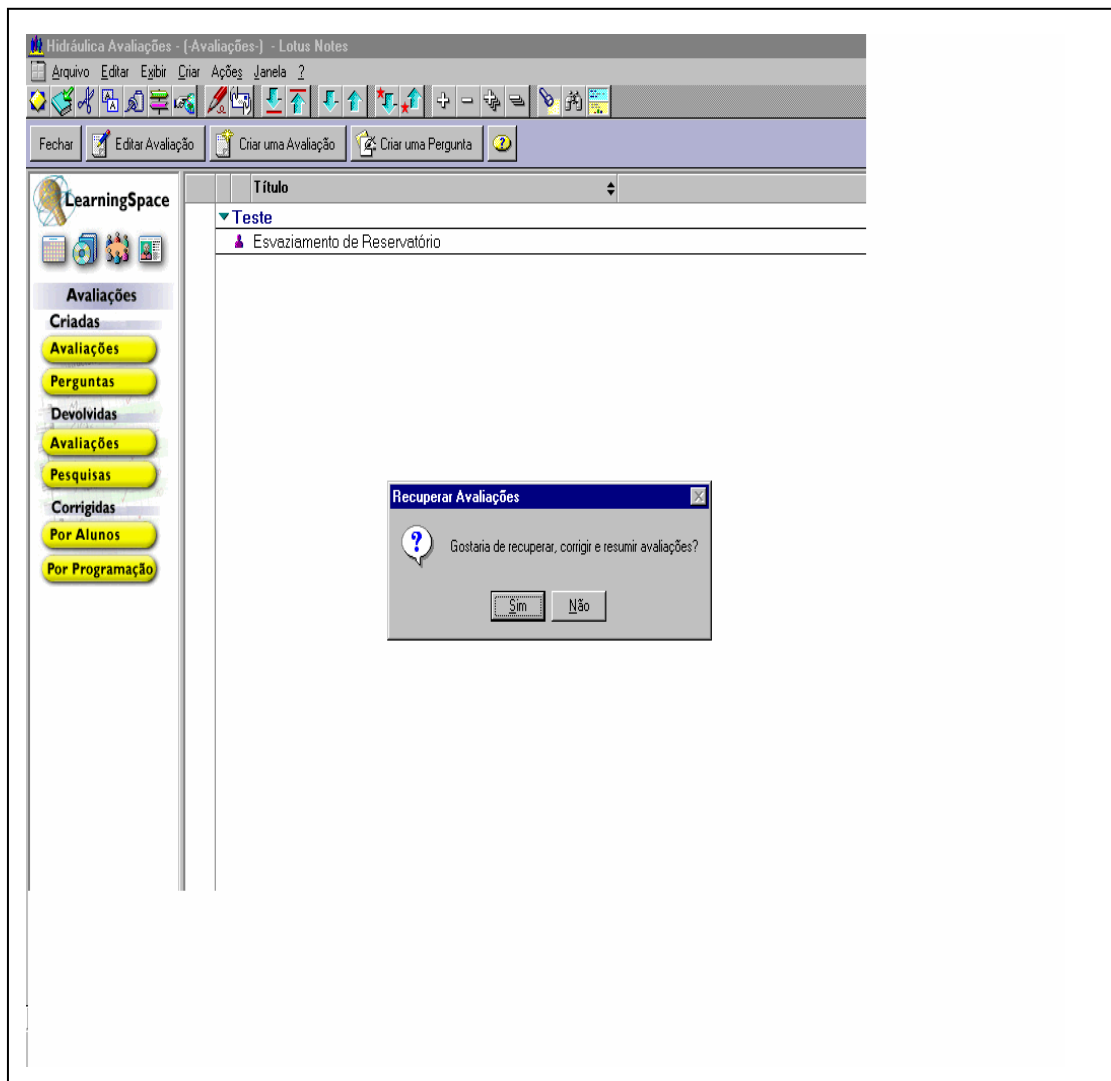 Hidráulica Avaliações - (-Avaliações-) - Lotus Notes
Arquivo Editar Exibir Criar Ações Janela ?
Fechar Editar Avaliação Criar uma Avaliação Criar uma Pergunta
LearningSpace
Título
Teste
Esvaziamento de Reservatório
Avaliações
Criadas
Avaliações
Perguntas
Devolvidas
Avaliações
Pesquisas
Corrigidas
Por Alunos
Por Programação
Recuperar Avaliações
Gostaria de recuperar, corrigir e resumir avaliações?
Sim Não